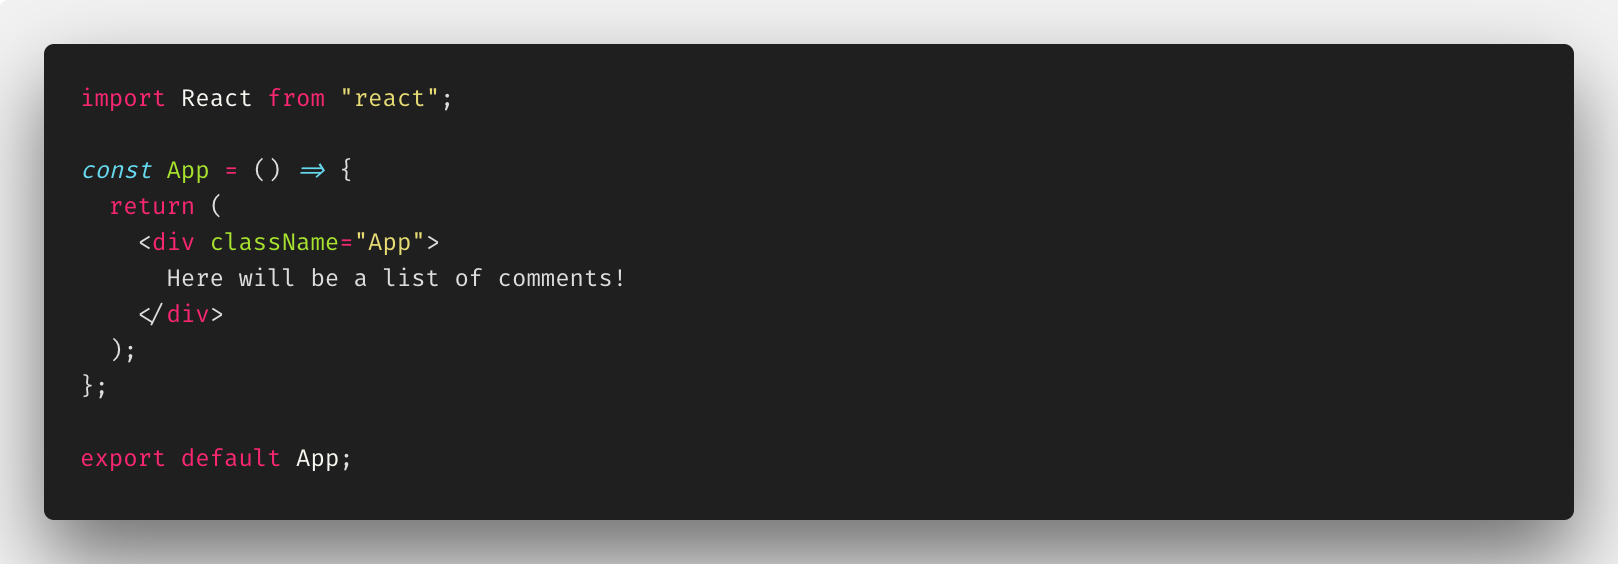 import React from "react";

const App = () => {
  return (
    <div className="App">
      Here will be a list of comments!
    </div>
  );
};

export default App;